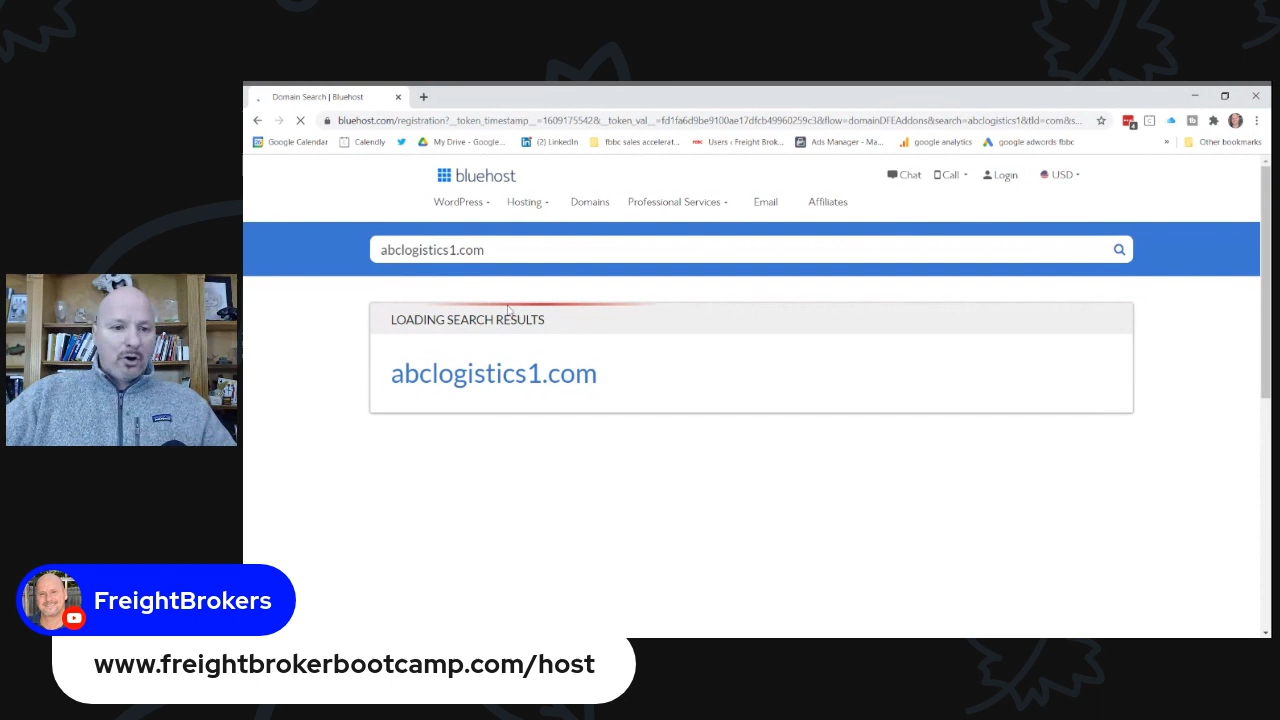 Domain Search | Bluehost
bluehost.com/registration?__token_timestamp__=1609175542&__token_val__=fd1fa6d9be9100ae17dfcb49960259c3&flow=domainDFEAddons&search=abclogistics1&tld=com&s...
Google Calendar Calendly My Drive - Google... (2) LinkedIn fbbc sales accelerat... Users ‹ Freight Brok... Ads Manager - Ma... google analytics google adwords fbbc » Other bookmarks
bluehost Chat Call Login USD
WordPress Hosting Domains Professional Services Email Affiliates
abclogistics1.com
LOADING SEARCH RESULTS
abclogistics1.com
FreightBrokers
www.freightbrokerbootcamp.com/host